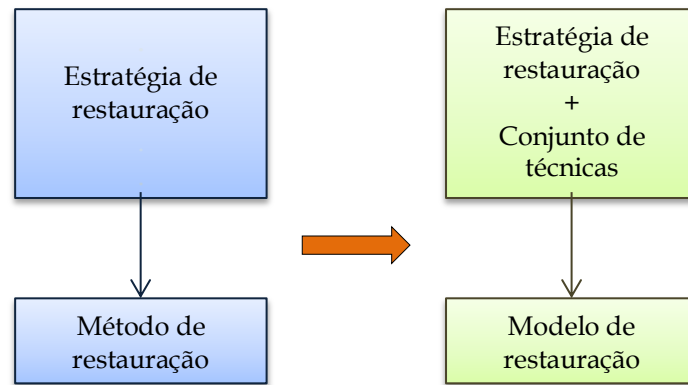 Estratégia de
restauração
Método de
restauração
Estratégia de
restauração
+
Conjunto de
técnicas
Modelo de
restauração